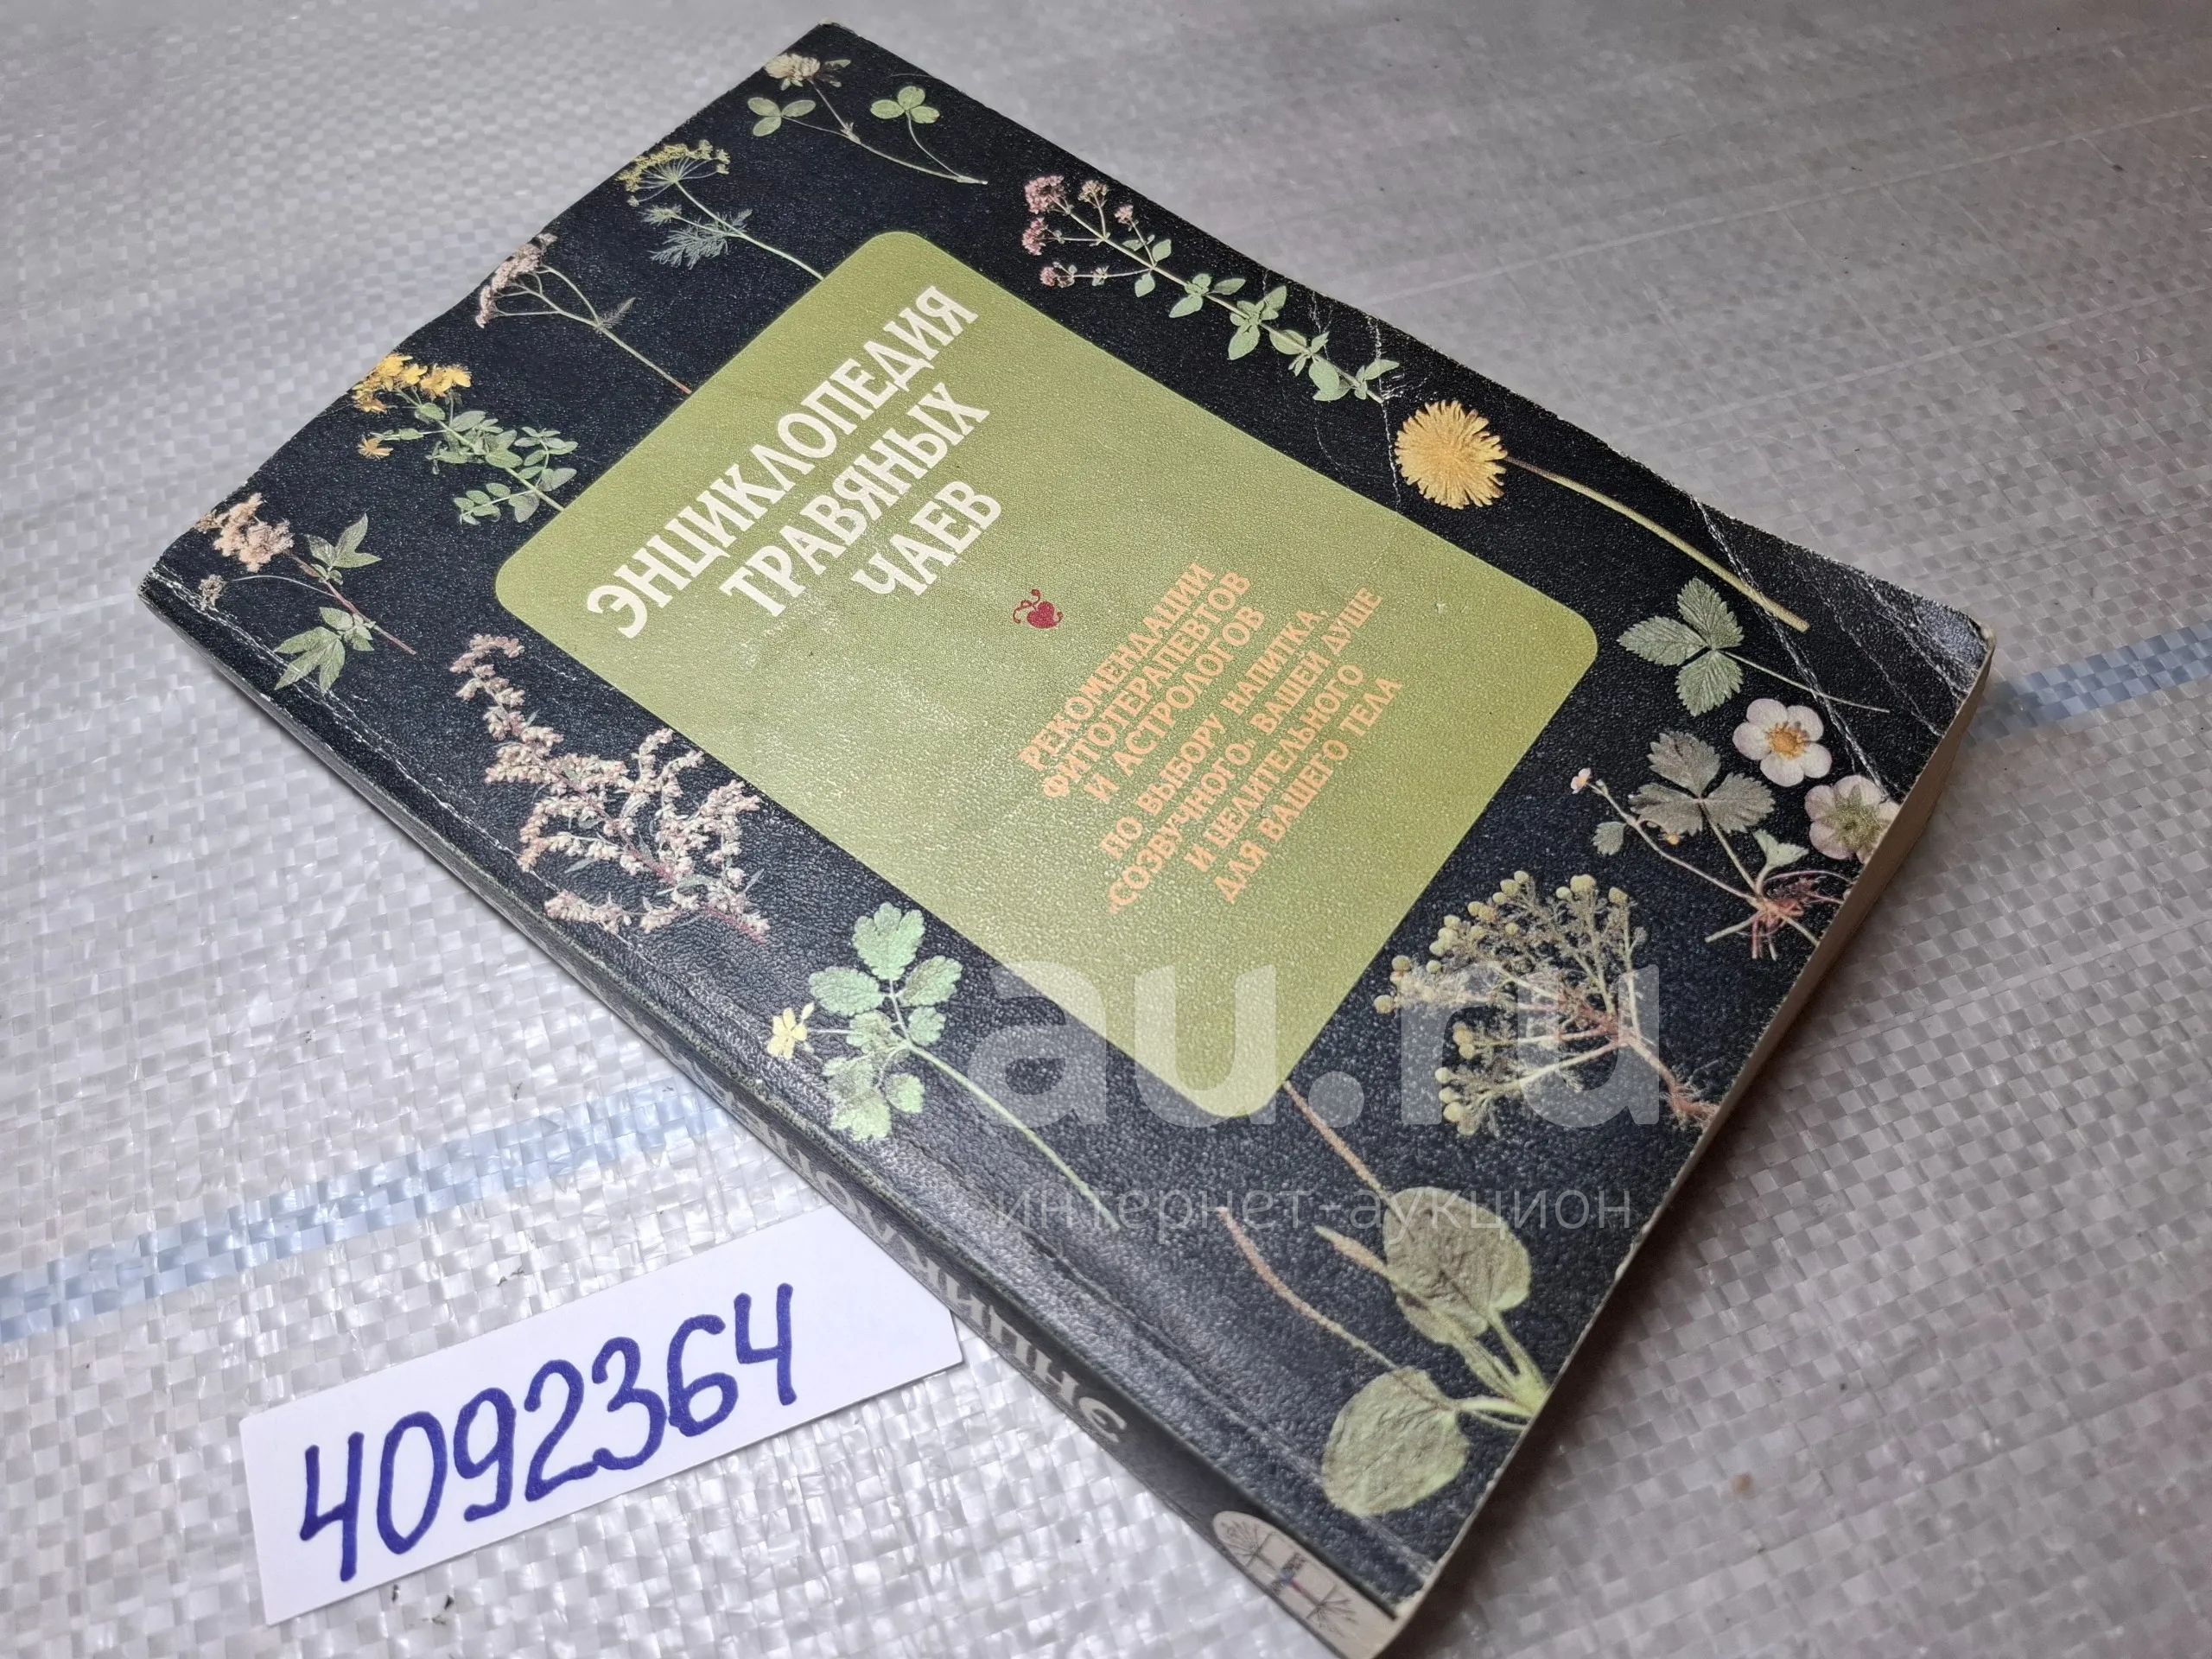 ЭНЦИКЛОПЕДИЯ
ТРАВЯНЫХ
ЧАЕВ
РЕКОМЕНДАЦИИ
ФИТОТЕРАПЕВТОВ
И АСТРОЛОГОВ
ПО ВЫБОРУ НАПИТКА,
СОЗВУЧНОГО ВАШЕЙ ДУШЕ
И ЦЕЛИТЕЛЬНОГО
ДЛЯ ВАШЕГО ТЕЛА
au.ru
интернет-аукцион
4092364